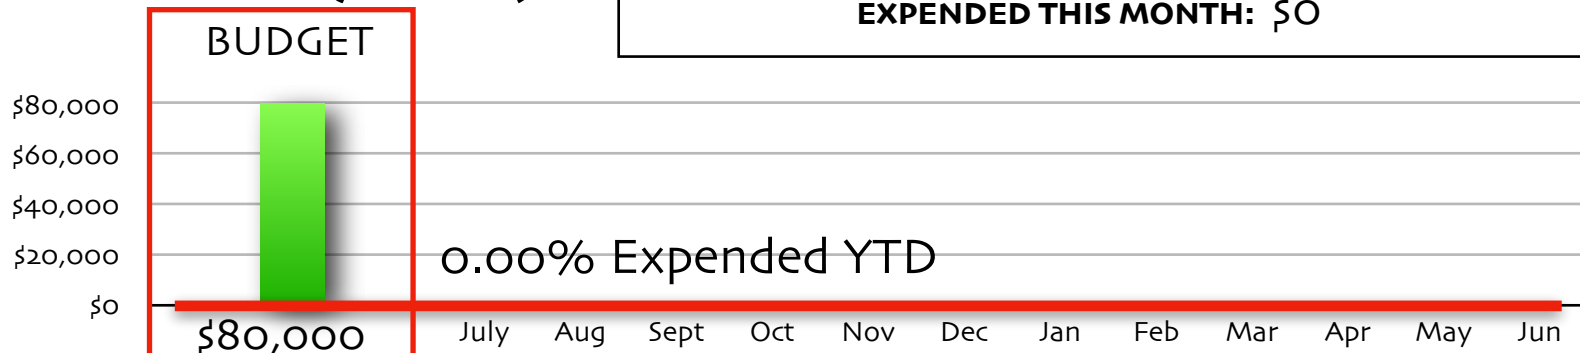 EXPENDED THIS MONTH: $0
BUDGET
$80,000
$60,000
$40,000
$20,000
$0
0.00% Expended YTD
$80,000
July Aug Sept Oct Nov Dec Jan Feb Mar Apr May Jun